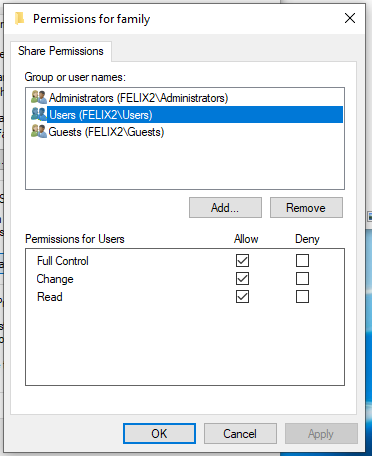 Permissions for family
Share Permissions
Group or user names:
Administrators (FELIX2\Administrators)
Users (FELIX2\Users)
Guests (FELIX2\Guests)
Add... Remove
Permissions for Users Allow Deny
Full Control
Change
Read
OK Cancel Apply